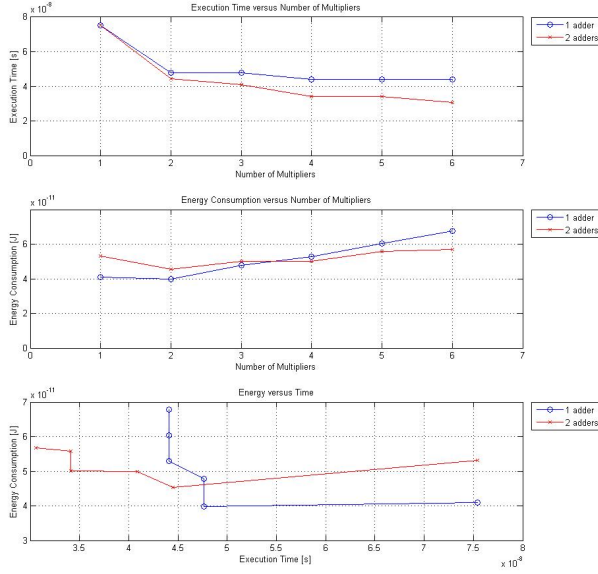 Execution Time versus Number of Multipliers
x 10⁻⁸
8
6
4
2
0
Execution Time [s]
0 1 2 3 4 5 6 7
Number of Multipliers
1 adder
2 adders
Energy Consumption versus Number of Multipliers
x 10⁻¹¹
6
4
2
0
Energy Consumption [J]
0 1 2 3 4 5 6 7
Number of Multipliers
1 adder
2 adders
Energy versus Time
x 10⁻¹¹
7
6
5
4
3
Energy Consumption [J]
3.5 4 4.5 5 5.5 6 6.5 7 7.5 8
Execution Time [s]
x 10⁻⁸
1 adder
2 adders